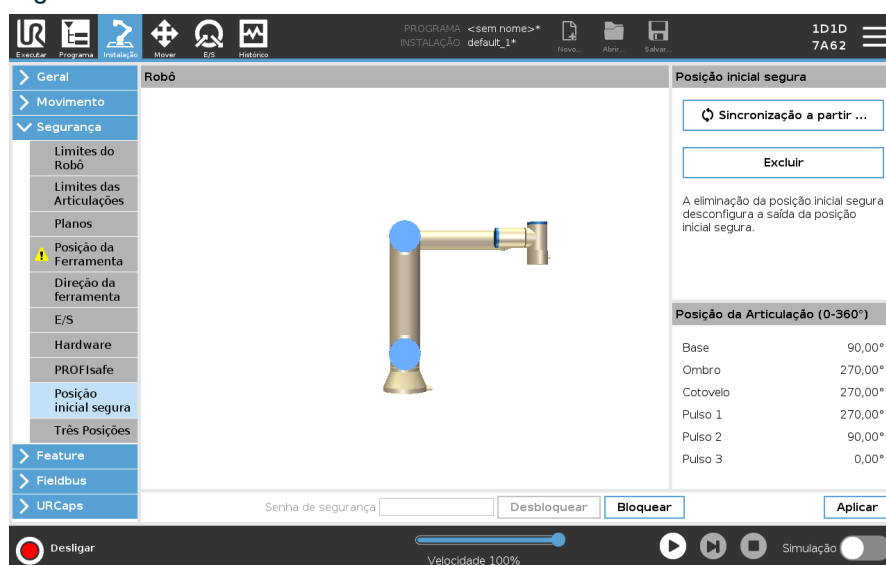 Executar
Programa
Instalação
Mover
E/S
Histórico
PROGRAMA <sem nome>*
INSTALAÇÃO default_1*
Novo...
Abrir...
Salvar...
1D1D
7A62
Geral
Movimento
Segurança
Limites do
Robô
Limites das
Articulações
Planos
Posição da
Ferramenta
Direção da
ferramenta
E/S
Hardware
PROFIsafe
Posição
inicial segura
Três Posições
Feature
Fieldbus
URCaps
Robô
Posição inicial segura
Sincronização a partir ...
Excluir
A eliminação da posição inicial segura
desconfigura a saída da posição
inicial segura.
Posição da Articulação (0-360°)
Base 90,00°
Ombro 270,00°
Cotovelo 270,00°
Pulso 1 270,00°
Pulso 2 90,00°
Pulso 3 0,00°
Senha de segurança
Desbloquear
Bloquear
Aplicar
Desligar
Velocidade 100%
Simulação